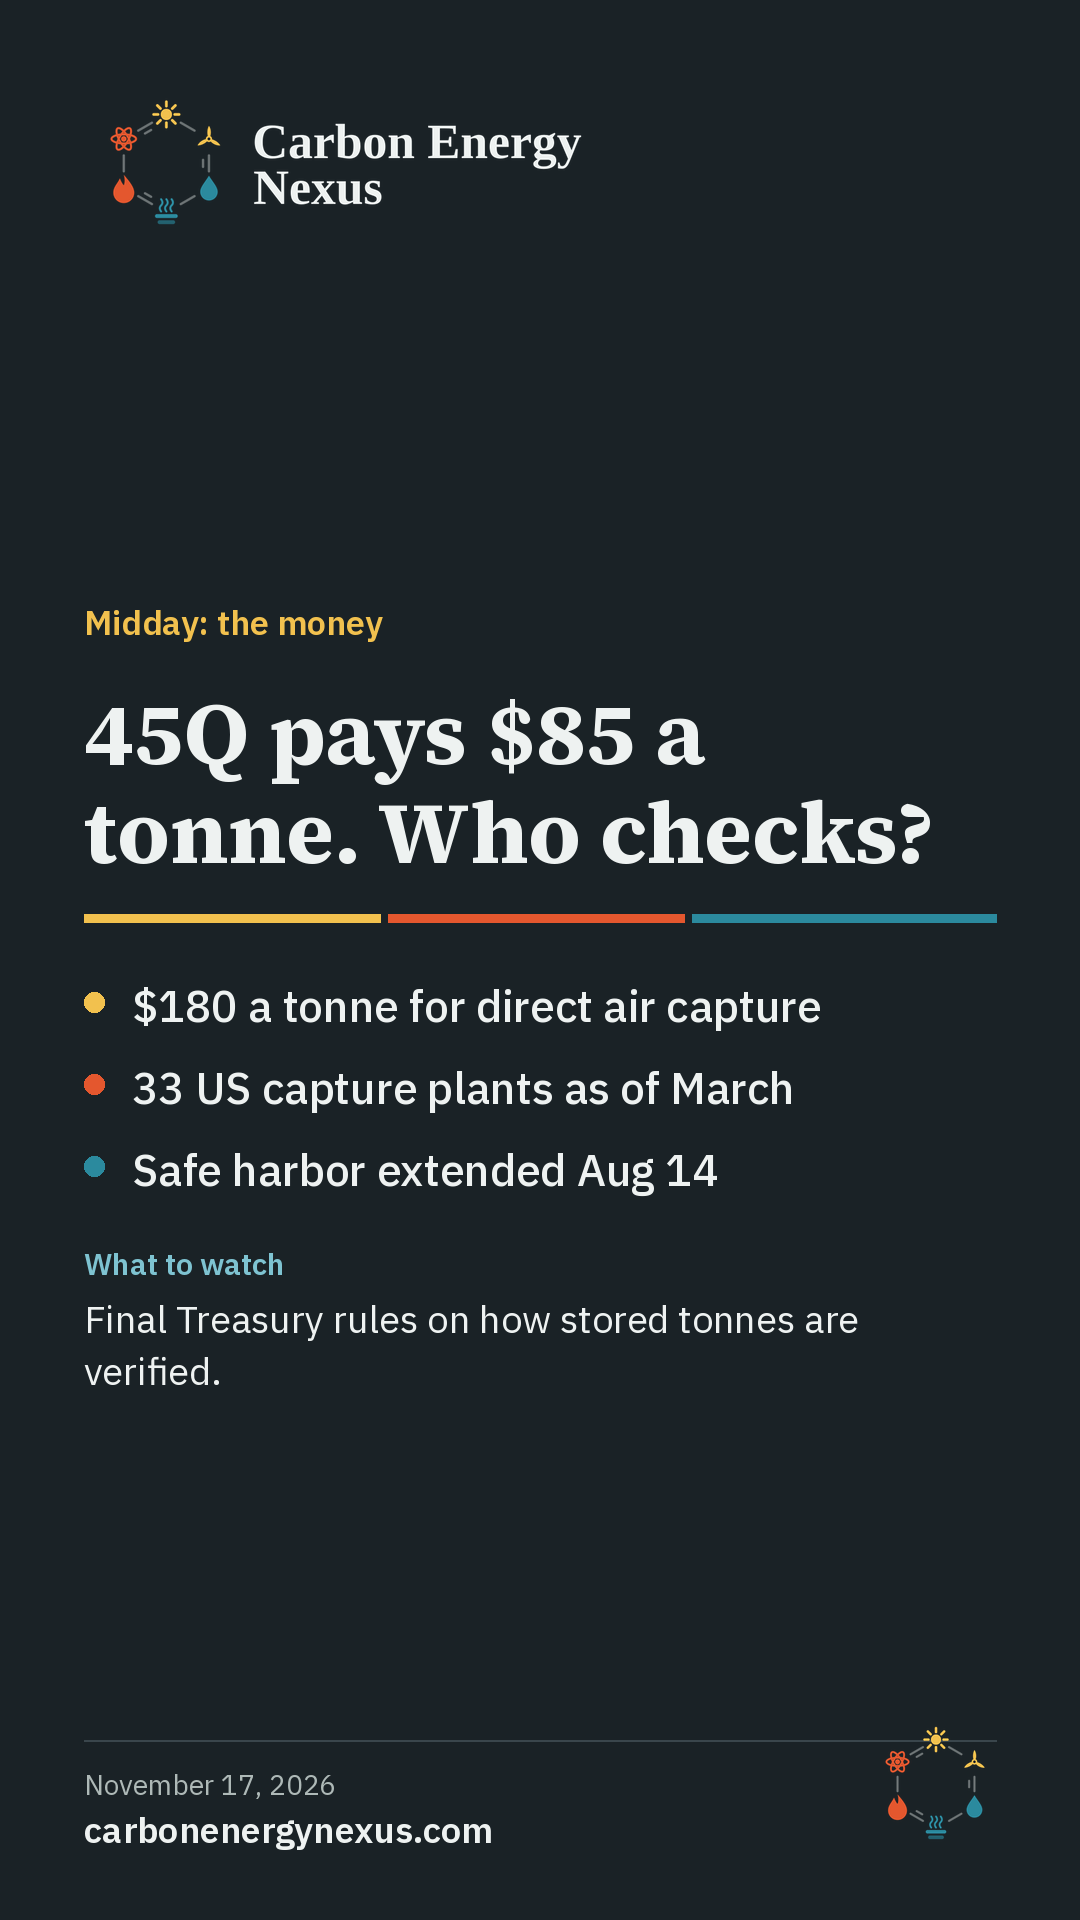 Carbon Energy
Nexus
Midday: the money
45Q pays $85 a
tonne. Who checks?
$180 a tonne for direct air capture
33 US capture plants as of March
Safe harbor extended Aug 14
What to watch
Final Treasury rules on how stored tonnes are
verified.
November 17, 2026
carbonenergynexus.com